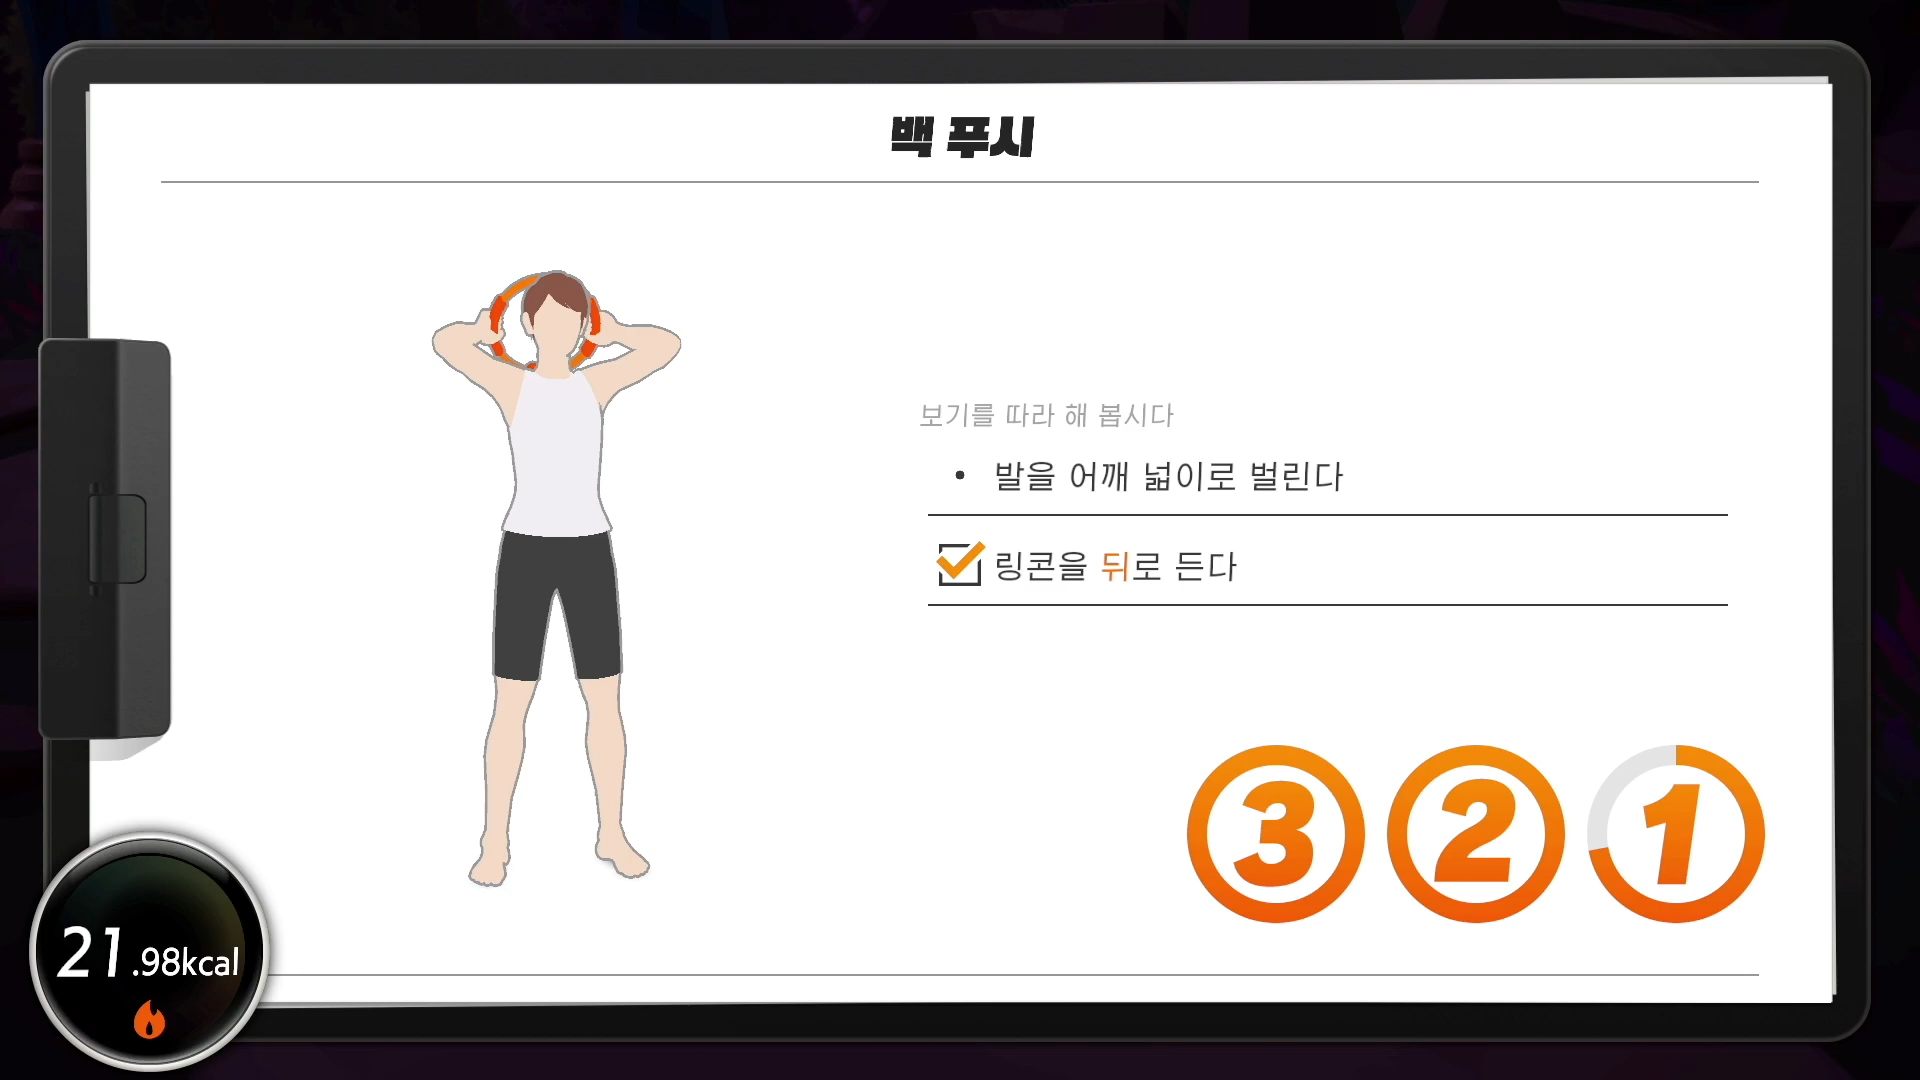 백 푸시
보기를 따라 해 봅시다
• 발을 어깨 넓이로 벌린다
링콘을 뒤로 든다
3 2 1
21.98kcal